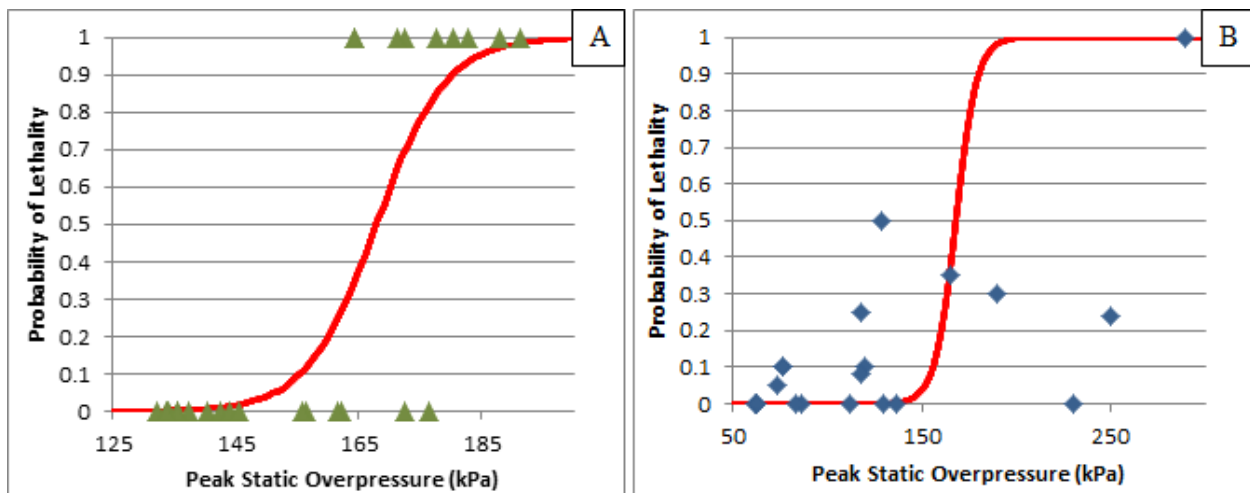 A
1
0.9
0.8
0.7
0.6
0.5
0.4
0.3
0.2
0.1
0
Probability of Lethality
125 145 165 185
Peak Static Overpressure (kPa)
B
1
0.9
0.8
0.7
0.6
0.5
0.4
0.3
0.2
0.1
0
Probability of Lethality
50 150 250
Peak Static Overpressure (kPa)